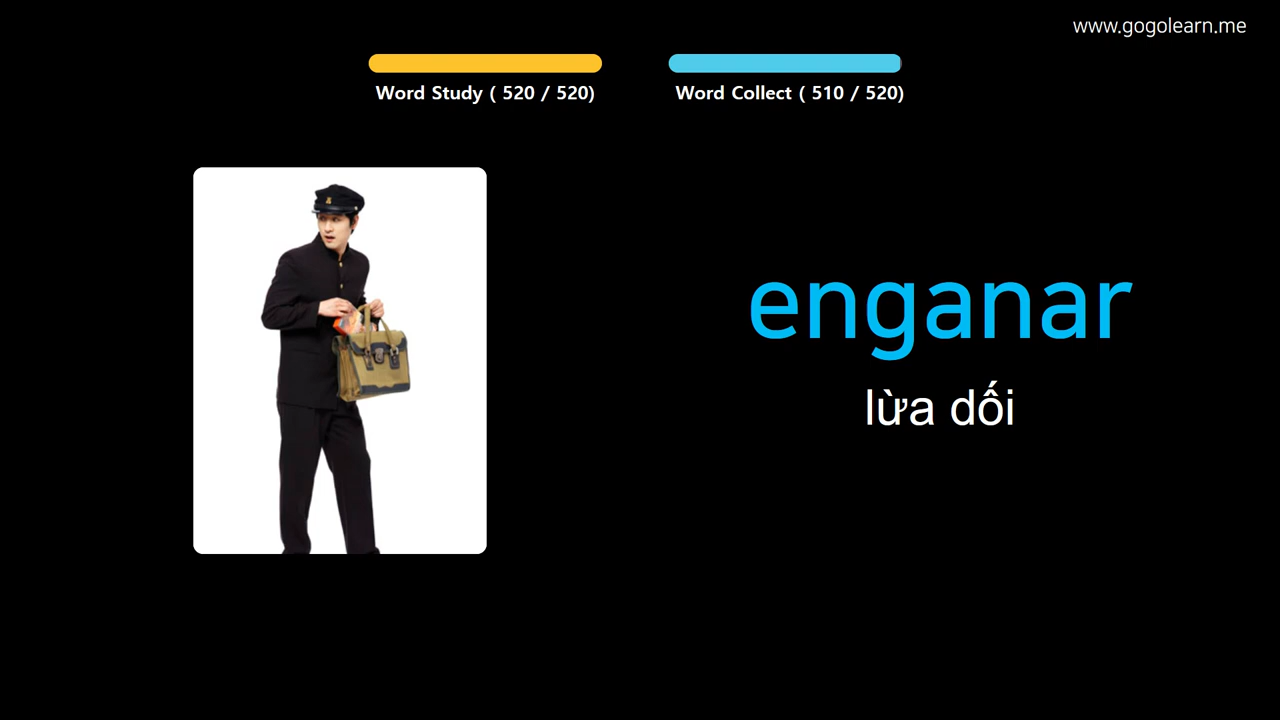 www.gogolearn.me
Word Study ( 520 / 520)
Word Collect ( 510 / 520)
enganar
lừa dối